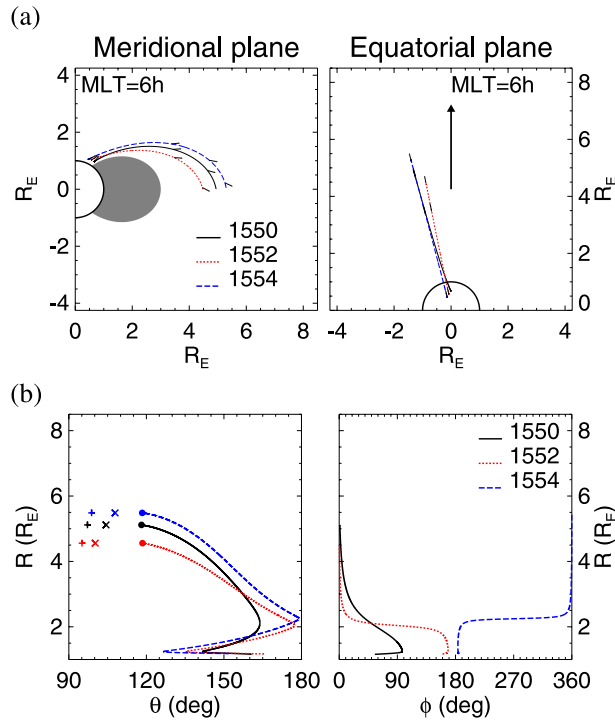 (a)
Meridional plane Equatorial plane
MLT=6h
4
2
0
-2
-4
R_E
0 2 4 6 8
R_E
1550
1552
1554
MLT=6h
8
6
4
2
0
R_E
-4 -2 0 2 4
R_E
(b)
8
6
4
2
R (R_E)
90 120 150 180
θ (deg)
+ ×
+ ×
+ ×
1550
1552
1554
8
6
4
2
R (R_E)
0 90 180 270 360
ϕ (deg)